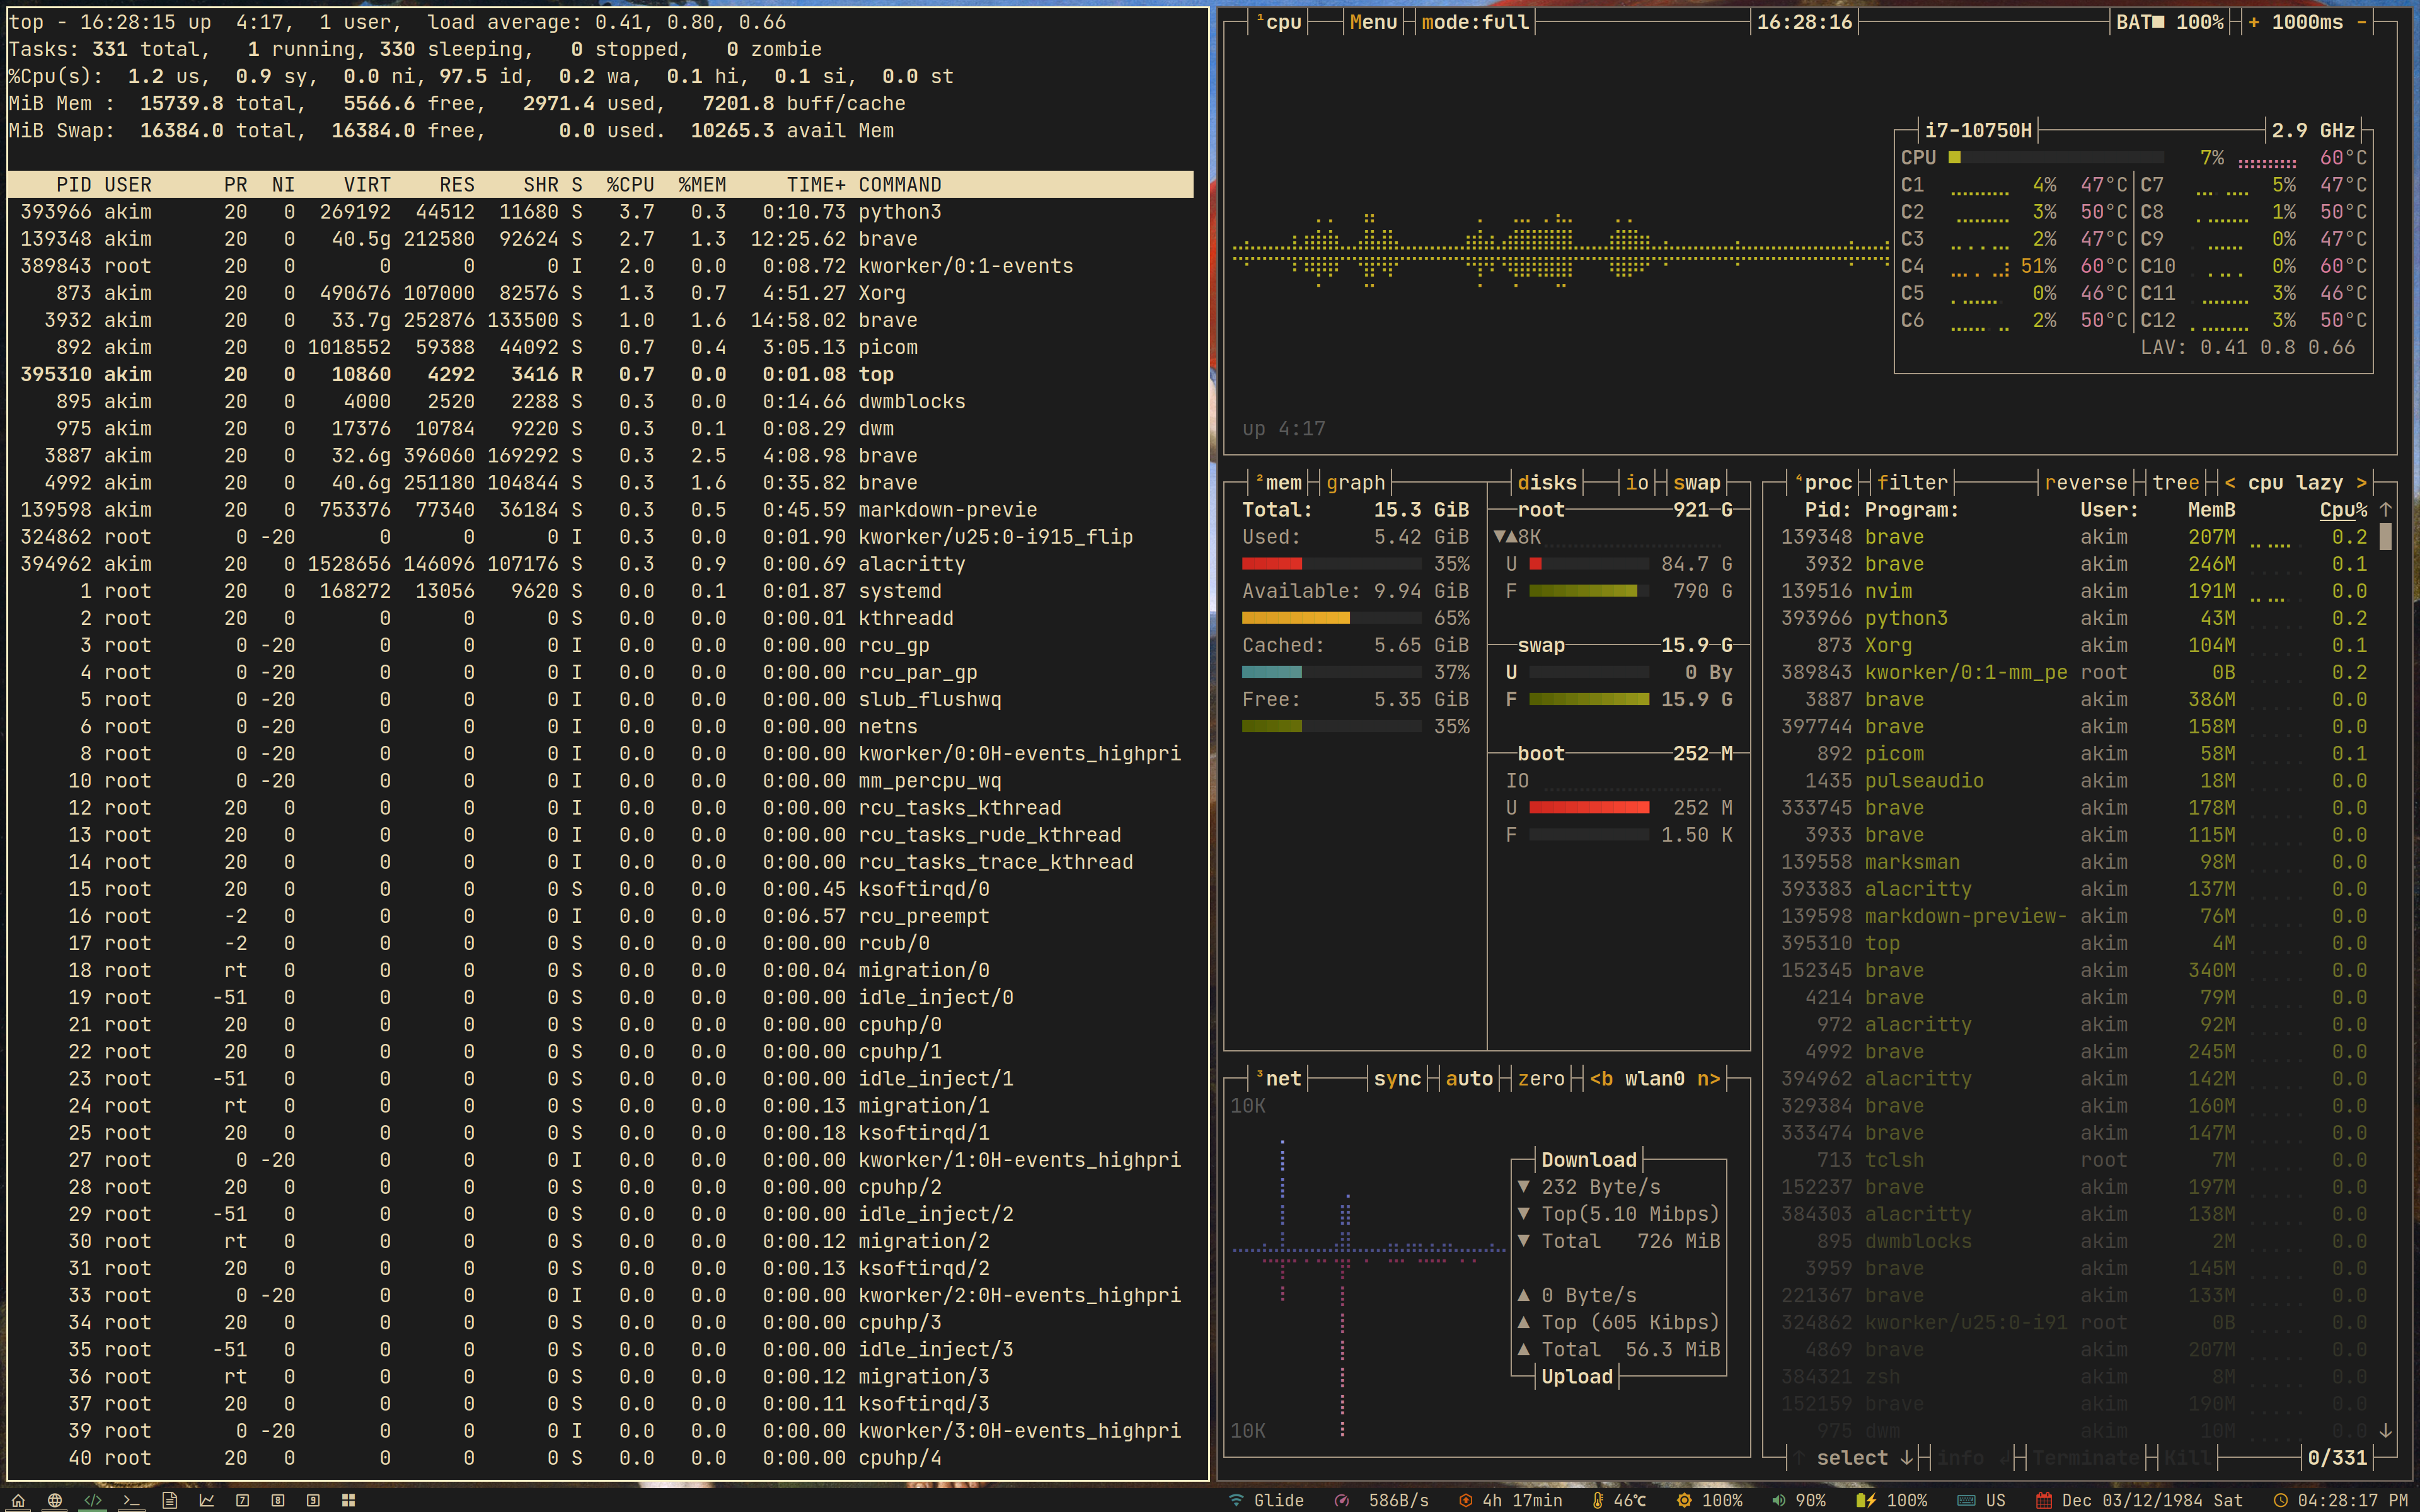 top - 16:28:15 up  4:17,  1 user,  load average: 0.41, 0.80, 0.66
Tasks: 331 total,   1 running, 330 sleeping,   0 stopped,   0 zombie
%Cpu(s):  1.2 us,  0.9 sy,  0.0 ni, 97.5 id,  0.2 wa,  0.1 hi,  0.1 si,  0.0 st
MiB Mem :  15739.8 total,   5566.6 free,   2971.4 used,   7201.8 buff/cache
MiB Swap:  16384.0 total,  16384.0 free,      0.0 used.  10265.3 avail Mem
PID USER PR NI VIRT RES SHR S %CPU %MEM TIME+ COMMAND
393966 akim 20 0 269192 44512 11680 S 3.7 0.3 0:10.73 python3
139348 akim 20 0 40.5g 212580 92624 S 2.7 1.3 12:25.62 brave
389843 root 20 0 0 0 0 I 2.0 0.0 0:08.72 kworker/0:1-events
873 akim 20 0 490676 107000 82576 S 1.3 0.7 4:51.27 Xorg
3932 akim 20 0 33.7g 252876 133500 S 1.0 1.6 14:58.02 brave
892 akim 20 0 1018552 59388 44092 S 0.7 0.4 3:05.13 picom
395310 akim 20 0 10860 4292 3416 R 0.7 0.0 0:01.08 top
895 akim 20 0 4000 2520 2288 S 0.3 0.0 0:14.66 dwmblocks
975 akim 20 0 17376 10784 9220 S 0.3 0.1 0:08.29 dwm
3887 akim 20 0 32.6g 396060 169292 S 0.3 2.5 4:08.98 brave
4992 akim 20 0 40.6g 251180 104844 S 0.3 1.6 0:35.82 brave
139598 akim 20 0 753376 77340 36184 S 0.3 0.5 0:45.59 markdown-previe
324862 root 0 -20 0 0 0 I 0.3 0.0 0:01.90 kworker/u25:0-i915_flip
394962 akim 20 0 1528656 146096 107176 S 0.3 0.9 0:00.69 alacritty
1 root 20 0 168272 13056 9620 S 0.0 0.1 0:01.87 systemd
2 root 20 0 0 0 0 S 0.0 0.0 0:00.01 kthreadd
3 root 0 -20 0 0 0 I 0.0 0.0 0:00.00 rcu_gp
4 root 0 -20 0 0 0 I 0.0 0.0 0:00.00 rcu_par_gp
5 root 0 -20 0 0 0 I 0.0 0.0 0:00.00 slub_flushwq
6 root 0 -20 0 0 0 I 0.0 0.0 0:00.00 netns
8 root 0 -20 0 0 0 I 0.0 0.0 0:00.00 kworker/0:0H-events_highpri
10 root 0 -20 0 0 0 I 0.0 0.0 0:00.00 mm_percpu_wq
12 root 20 0 0 0 0 I 0.0 0.0 0:00.00 rcu_tasks_kthread
13 root 20 0 0 0 0 I 0.0 0.0 0:00.00 rcu_tasks_rude_kthread
14 root 20 0 0 0 0 I 0.0 0.0 0:00.00 rcu_tasks_trace_kthread
15 root 20 0 0 0 0 S 0.0 0.0 0:00.45 ksoftirqd/0
16 root -2 0 0 0 0 I 0.0 0.0 0:06.57 rcu_preempt
17 root -2 0 0 0 0 S 0.0 0.0 0:00.00 rcub/0
18 root rt 0 0 0 0 S 0.0 0.0 0:00.04 migration/0
19 root -51 0 0 0 0 S 0.0 0.0 0:00.00 idle_inject/0
21 root 20 0 0 0 0 S 0.0 0.0 0:00.00 cpuhp/0
22 root 20 0 0 0 0 S 0.0 0.0 0:00.00 cpuhp/1
23 root -51 0 0 0 0 S 0.0 0.0 0:00.00 idle_inject/1
24 root rt 0 0 0 0 S 0.0 0.0 0:00.13 migration/1
25 root 20 0 0 0 0 S 0.0 0.0 0:00.18 ksoftirqd/1
27 root 0 -20 0 0 0 I 0.0 0.0 0:00.00 kworker/1:0H-events_highpri
28 root 20 0 0 0 0 S 0.0 0.0 0:00.00 cpuhp/2
29 root -51 0 0 0 0 S 0.0 0.0 0:00.00 idle_inject/2
30 root rt 0 0 0 0 S 0.0 0.0 0:00.12 migration/2
31 root 20 0 0 0 0 S 0.0 0.0 0:00.13 ksoftirqd/2
33 root 0 -20 0 0 0 I 0.0 0.0 0:00.00 kworker/2:0H-events_highpri
34 root 20 0 0 0 0 S 0.0 0.0 0:00.00 cpuhp/3
35 root -51 0 0 0 0 S 0.0 0.0 0:00.00 idle_inject/3
36 root rt 0 0 0 0 S 0.0 0.0 0:00.12 migration/3
37 root 20 0 0 0 0 S 0.0 0.0 0:00.11 ksoftirqd/3
39 root 0 -20 0 0 0 I 0.0 0.0 0:00.00 kworker/3:0H-events_highpri
40 root 20 0 0 0 0 S 0.0 0.0 0:00.00 cpuhp/4
¹cpu Menu mode:full 16:28:16 BAT■ 100% + 1000ms -
i7-10750H 2.9 GHz
CPU 7% 60°C
C1 4% 47°C C7 5% 47°C
C2 3% 50°C C8 1% 50°C
C3 2% 47°C C9 0% 47°C
C4 51% 60°C C10 0% 60°C
C5 0% 46°C C11 3% 46°C
C6 2% 50°C C12 3% 50°C
LAV: 0.41 0.8 0.66
up 4:17
²mem graph
Total: 15.3 GiB
Used: 5.42 GiB
35%
Available: 9.94 GiB
65%
Cached: 5.65 GiB
37%
Free: 5.35 GiB
35%
disks io swap
root 921 G
▼▲8K
U 84.7 G
F 790 G
swap 15.9 G
U 0 By
F 15.9 G
boot 252 M
IO
U 252 M
F 1.50 K
³net sync auto zero <b wlan0 n>
10K
Download
▼ 232 Byte/s
▼ Top(5.10 Mibps)
▼ Total 726 MiB
▲ 0 Byte/s
▲ Top (605 Kibps)
▲ Total 56.3 MiB
Upload
10K
⁴proc filter reverse tree < cpu lazy >
Pid: Program: User: MemB Cpu% ↑
139348 brave akim 207M 0.2
3932 brave akim 246M 0.1
139516 nvim akim 191M 0.0
393966 python3 akim 43M 0.2
873 Xorg akim 104M 0.1
389843 kworker/0:1-mm_pe root 0B 0.2
3887 brave akim 386M 0.0
397744 brave akim 158M 0.0
892 picom akim 58M 0.1
1435 pulseaudio akim 18M 0.0
333745 brave akim 178M 0.0
3933 brave akim 115M 0.0
139558 marksman akim 98M 0.0
393383 alacritty akim 137M 0.0
139598 markdown-preview- akim 76M 0.0
395310 top akim 4M 0.0
152345 brave akim 340M 0.0
4214 brave akim 79M 0.0
972 alacritty akim 92M 0.0
4992 brave akim 245M 0.0
394962 alacritty akim 142M 0.0
329384 brave akim 160M 0.0
333474 brave akim 147M 0.0
713 tclsh root 7M 0.0
152237 brave akim 197M 0.0
384303 alacritty akim 138M 0.0
895 dwmblocks akim 2M 0.0
3959 brave akim 145M 0.0
221367 brave akim 133M 0.0
324862 kworker/u25:0-i91 root 0B 0.0
4869 brave akim 207M 0.0
384321 zsh akim 8M 0.0
152159 brave akim 190M 0.0
975 dwm akim 10M 0.0 ↓
↑ select ↓ info ↲ Terminate Kill 0/331
7 8 9 Glide 586B/s 4h 17min 46℃ 100% 90% 100% US Dec 03/12/1984 Sat 04:28:17 PM